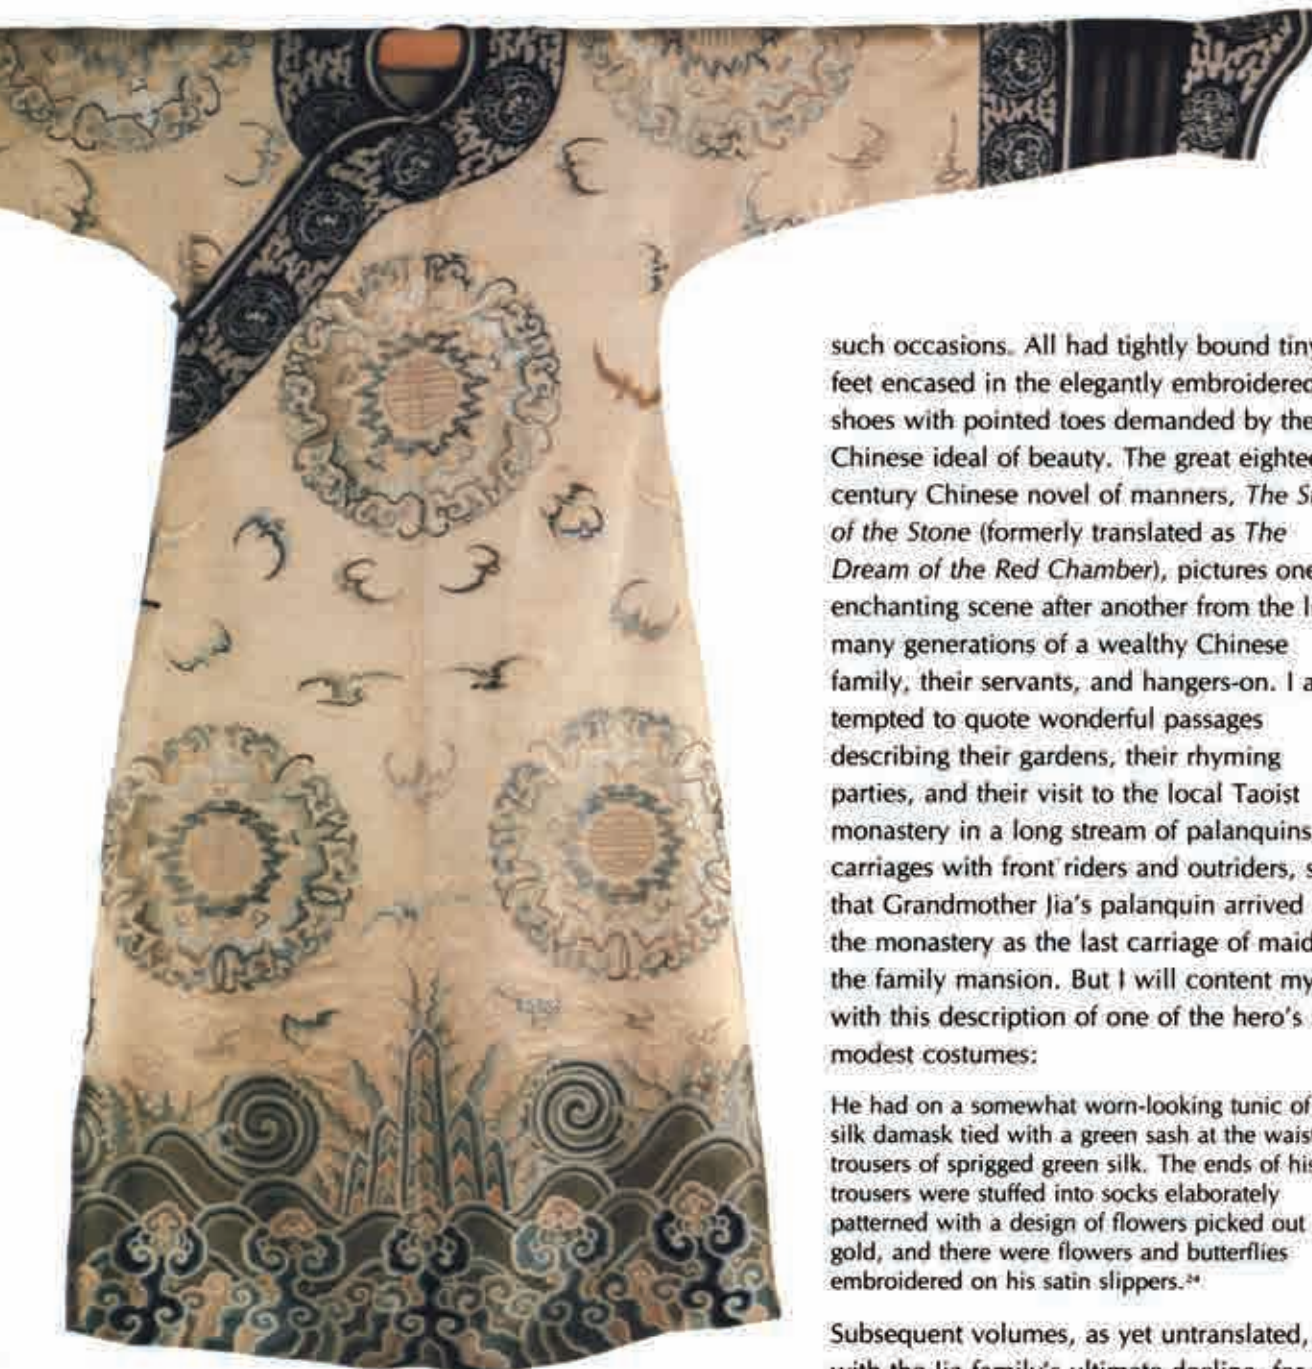 such occasions. All had tightly bound
feet encased in the elegantly embroidered
shoes with pointed toes demanded by the
Chinese ideal of beauty. The great
century Chinese novel of manners, The
of the Stone (formerly translated as The
Dream of the Red Chamber), pictures one
enchanting scene after another from the
many generations of a wealthy Chinese
family, their servants, and hangers-on. I
tempted to quote wonderful passages
describing their gardens, their rhyming
parties, and their visit to the local Taoist
monastery in a long stream of palanquins
carriages with front riders and outriders,
that Grandmother Jia's palanquin arrived
the monastery as the last carriage of
the family mansion. But I will content
with this description of one of the hero's
modest costumes:
He had on a somewhat worn-looking tunic of
silk damask tied with a green sash at the
trousers of sprigged green silk. The ends of his
trousers were stuffed into socks elaborately
patterned with a design of flowers picked out
gold, and there were flowers and butterflies
embroidered on his satin slippers.²⁴
Subsequent volumes, as yet untranslated,